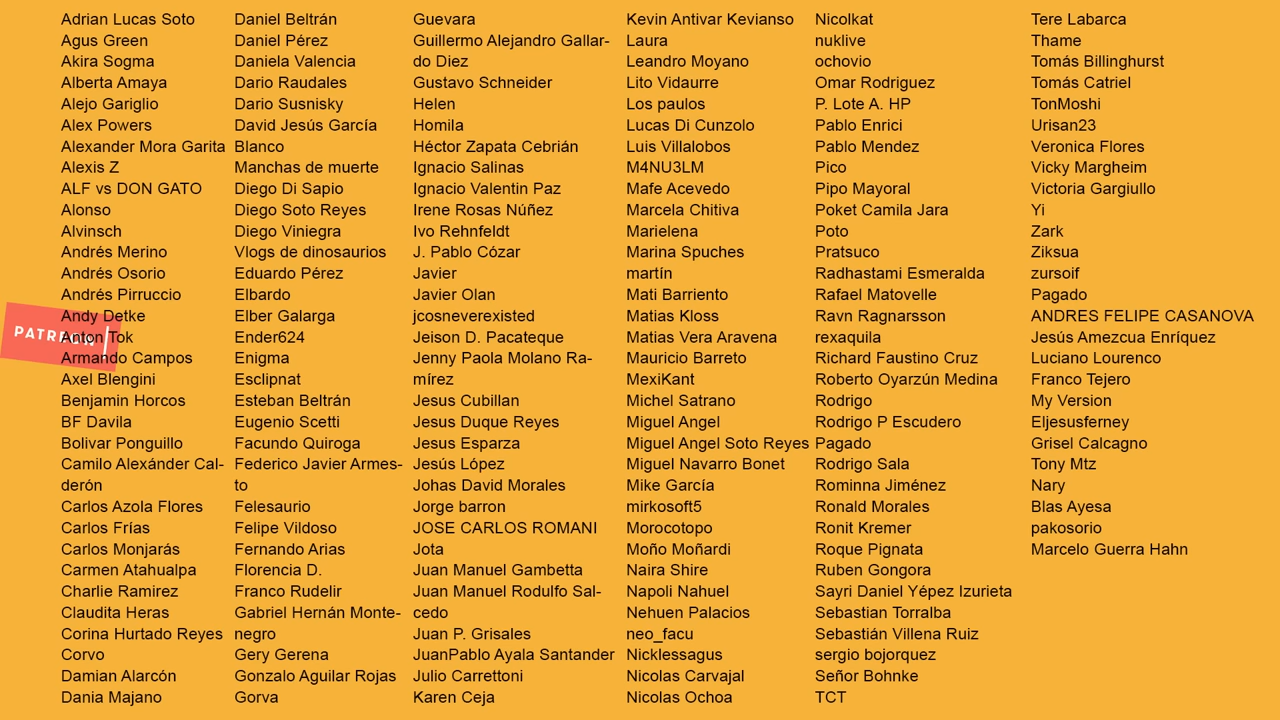 Adrian Lucas Soto
Agus Green
Akira Sogma
Alberta Amaya
Alejo Gariglio
Alex Powers
Alexander Mora Garita
Alexis Z
ALF vs DON GATO
Alonso
Alvinsch
Andrés Merino
Andrés Osorio
Andrés Pirruccio
Andy Detke
Anton Tok
Armando Campos
Axel Blengini
Benjamin Horcos
BF Davila
Bolivar Ponguillo
Camilo Alexánder Cal-
derón
Carlos Azola Flores
Carlos Frías
Carlos Monjarás
Carmen Atahualpa
Charlie Ramirez
Claudita Heras
Corina Hurtado Reyes
Corvo
Damian Alarcón
Dania Majano
PATREON
Daniel Beltrán
Daniel Pérez
Daniela Valencia
Dario Raudales
Dario Susnisky
David Jesús García
Blanco
Manchas de muerte
Diego Di Sapio
Diego Soto Reyes
Diego Viniegra
Vlogs de dinosaurios
Eduardo Pérez
Elbardo
Elber Galarga
Ender624
Enigma
Esclipnat
Esteban Beltrán
Eugenio Scetti
Facundo Quiroga
Federico Javier Armes-
to
Felesaurio
Felipe Vildoso
Fernando Arias
Florencia D.
Franco Rudelir
Gabriel Hernán Monte-
negro
Gery Gerena
Gonzalo Aguilar Rojas
Gorva
Guevara
Guillermo Alejandro Gallar-
do Diez
Gustavo Schneider
Helen
Homila
Héctor Zapata Cebrián
Ignacio Salinas
Ignacio Valentin Paz
Irene Rosas Núñez
Ivo Rehnfeldt
J. Pablo Cózar
Javier
Javier Olan
jcosneverexisted
Jeison D. Pacateque
Jenny Paola Molano Ra-
mírez
Jesus Cubillan
Jesus Duque Reyes
Jesus Esparza
Jesús López
Johas David Morales
Jorge barron
JOSE CARLOS ROMANI
Jota
Juan Manuel Gambetta
Juan Manuel Rodulfo Sal-
cedo
Juan P. Grisales
JuanPablo Ayala Santander
Julio Carrettoni
Karen Ceja
Kevin Antivar Kevianso
Laura
Leandro Moyano
Lito Vidaurre
Los paulos
Lucas Di Cunzolo
Luis Villalobos
M4NU3LM
Mafe Acevedo
Marcela Chitiva
Marielena
Marina Spuches
martín
Mati Barriento
Matias Kloss
Matias Vera Aravena
Mauricio Barreto
MexiKant
Michel Satrano
Miguel Angel
Miguel Angel Soto Reyes
Miguel Navarro Bonet
Mike García
mirkosoft5
Morocotopo
Moño Moñardi
Naira Shire
Napoli Nahuel
Nehuen Palacios
neo_facu
Nicklessagus
Nicolas Carvajal
Nicolas Ochoa
Nicolkat
nuklive
ochovio
Omar Rodriguez
P. Lote A. HP
Pablo Enrici
Pablo Mendez
Pico
Pipo Mayoral
Poket Camila Jara
Poto
Pratsuco
Radhastami Esmeralda
Rafael Matovelle
Ravn Ragnarsson
rexaquila
Richard Faustino Cruz
Roberto Oyarzún Medina
Rodrigo
Rodrigo P Escudero
Pagado
Rodrigo Sala
Rominna Jiménez
Ronald Morales
Ronit Kremer
Roque Pignata
Ruben Gongora
Sayri Daniel Yépez Izurieta
Sebastian Torralba
Sebastián Villena Ruiz
sergio bojorquez
Señor Bohnke
TCT
Tere Labarca
Thame
Tomás Billinghurst
Tomás Catriel
TonMoshi
Urisan23
Veronica Flores
Vicky Margheim
Victoria Gargiullo
Yi
Zark
Ziksua
zursoif
Pagado
ANDRES FELIPE CASANOVA
Jesús Amezcua Enríquez
Luciano Lourenco
Franco Tejero
My Version
Eljesusferney
Grisel Calcagno
Tony Mtz
Nary
Blas Ayesa
pakosorio
Marcelo Guerra Hahn